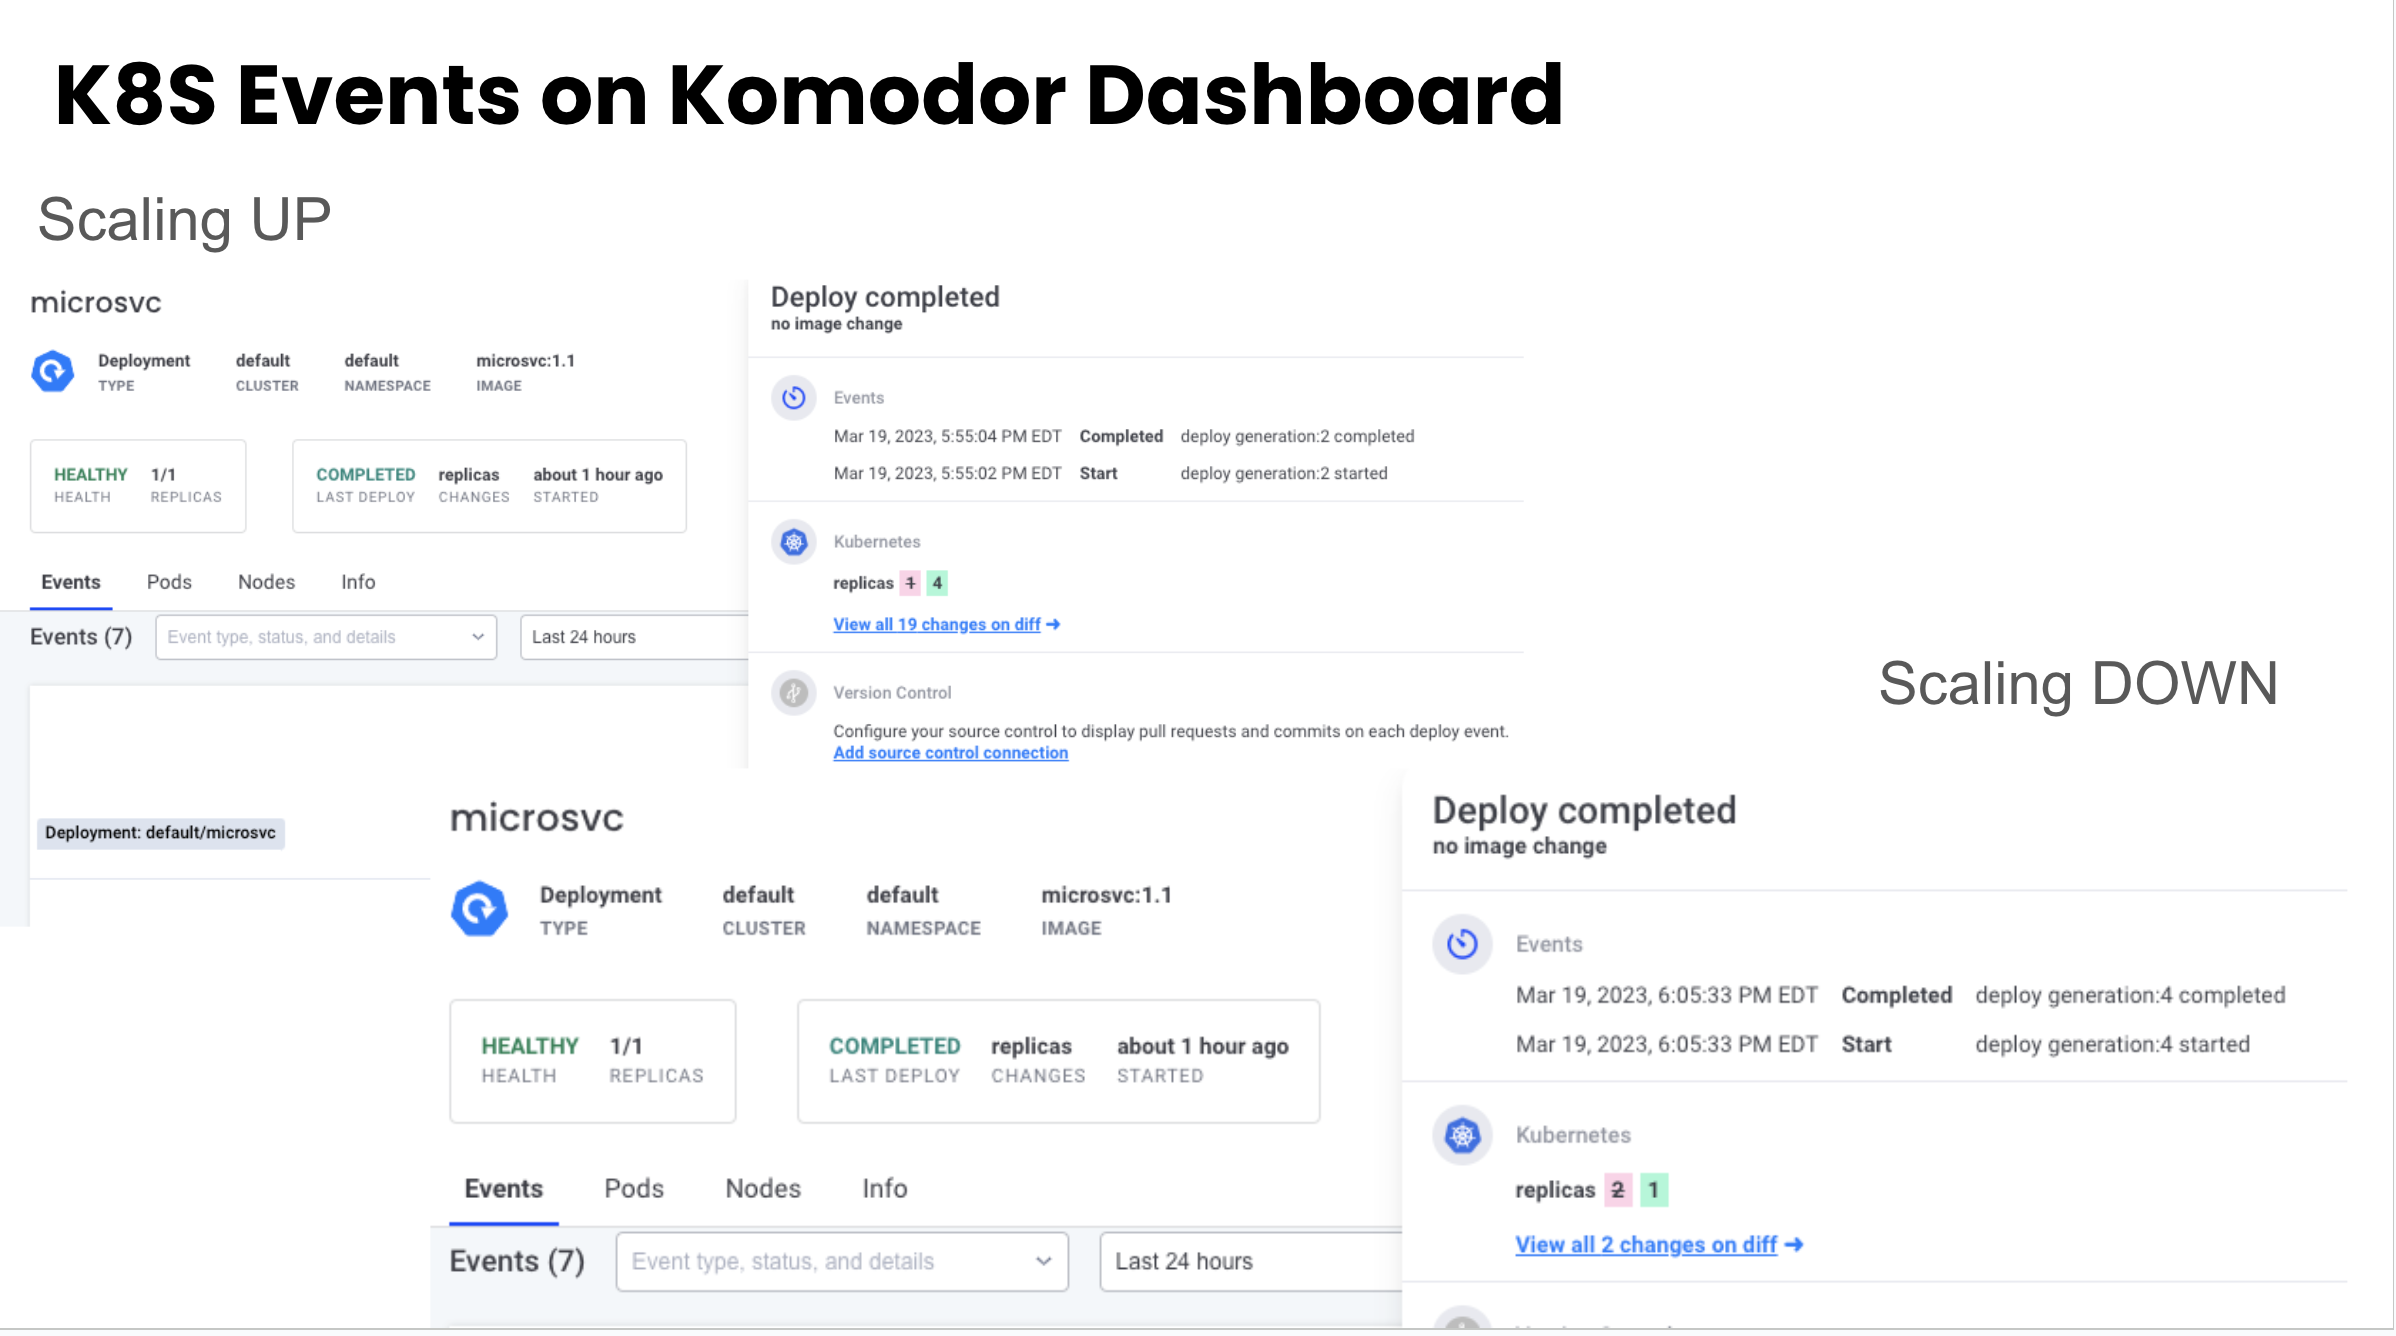 K8S Events on Komodor Dashboard
Scaling UP
microsvc
Deployment default default microsvc:1.1
TYPE CLUSTER NAMESPACE IMAGE
HEALTHY 1/1 COMPLETED replicas about 1 hour ago
HEALTH REPLICAS LAST DEPLOY CHANGES STARTED
Events Pods Nodes Info
Events (7) Event type, status, and details Last 24 hours
Deployment: default/microsvc
Deploy completed
no image change
Events
Mar 19, 2023, 5:55:04 PM EDT Completed deploy generation:2 completed
Mar 19, 2023, 5:55:02 PM EDT Start deploy generation:2 started
Kubernetes
replicas 1 4
View all 19 changes on diff →
Version Control
Configure your source control to display pull requests and commits on each deploy event.
Add source control connection
Scaling DOWN
microsvc
Deployment default default microsvc:1.1
TYPE CLUSTER NAMESPACE IMAGE
HEALTHY 1/1 COMPLETED replicas about 1 hour ago
HEALTH REPLICAS LAST DEPLOY CHANGES STARTED
Events Pods Nodes Info
Events (7) Event type, status, and details Last 24 hours
Deploy completed
no image change
Events
Mar 19, 2023, 6:05:33 PM EDT Completed deploy generation:4 completed
Mar 19, 2023, 6:05:33 PM EDT Start deploy generation:4 started
Kubernetes
replicas 2 1
View all 2 changes on diff →